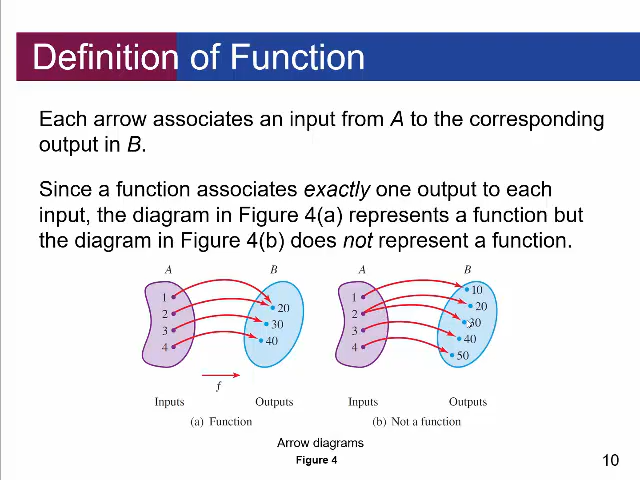 Definition of Function
Each arrow associates an input from A to the corresponding
output in B.
Since a function associates exactly one output to each
input, the diagram in Figure 4(a) represents a function but
the diagram in Figure 4(b) does not represent a function.
A B A B
1 2 3 4
20 30 40
1 2 3 4
10 20 30 40 50
f
Inputs Outputs Inputs Outputs
(a) Function (b) Not a function
Arrow diagrams
Figure 4
10